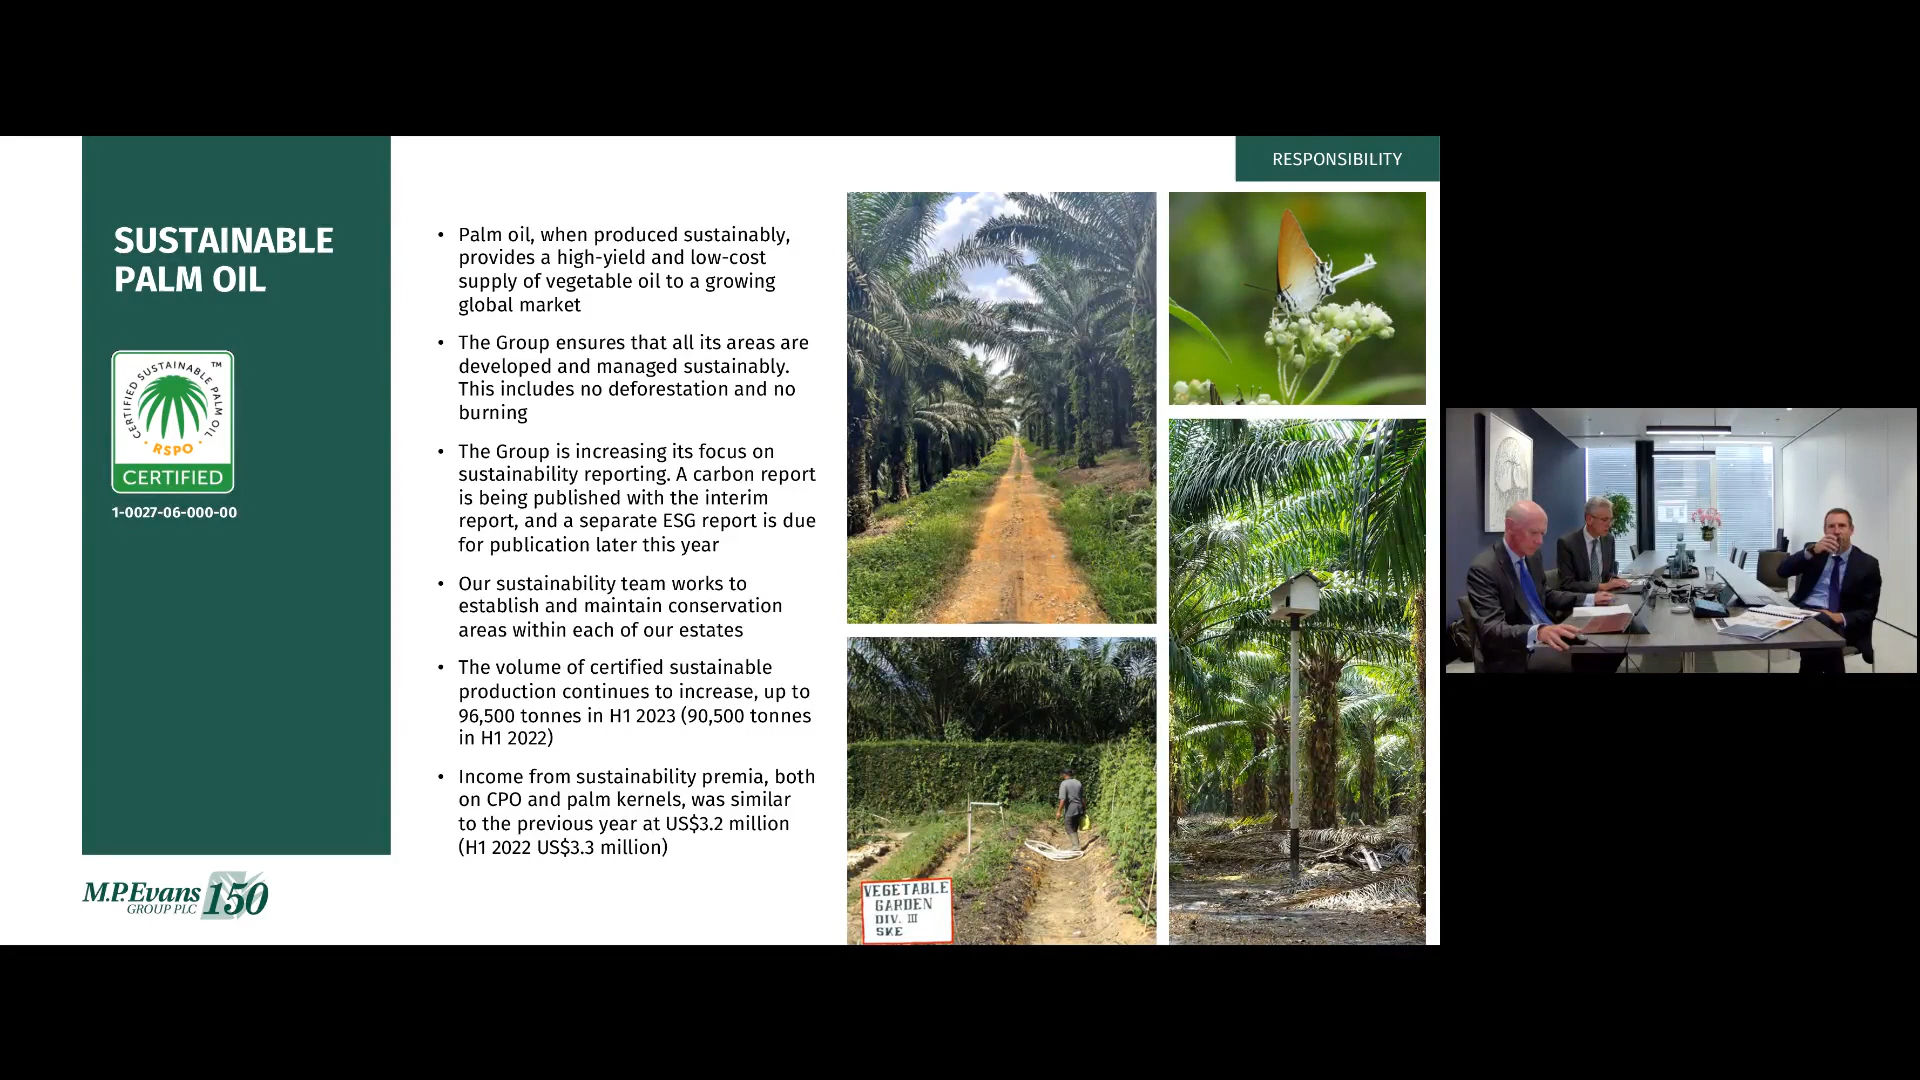 RESPONSIBILITY
SUSTAINABLE
PALM OIL
CERTIFIED SUSTAINABLE PALM OIL ™
RSPO
CERTIFIED
1-0027-06-000-00
• Palm oil, when produced sustainably,
provides a high-yield and low-cost
supply of vegetable oil to a growing
global market
• The Group ensures that all its areas are
developed and managed sustainably.
This includes no deforestation and no
burning
• The Group is increasing its focus on
sustainability reporting. A carbon report
is being published with the interim
report, and a separate ESG report is due
for publication later this year
• Our sustainability team works to
establish and maintain conservation
areas within each of our estates
• The volume of certified sustainable
production continues to increase, up to
96,500 tonnes in H1 2023 (90,500 tonnes
in H1 2022)
• Income from sustainability premia, both
on CPO and palm kernels, was similar
to the previous year at US$3.2 million
(H1 2022 US$3.3 million)
M.P.Evans
GROUP PLC
150
VEGETABLE
GARDEN
DIV. III
SKE